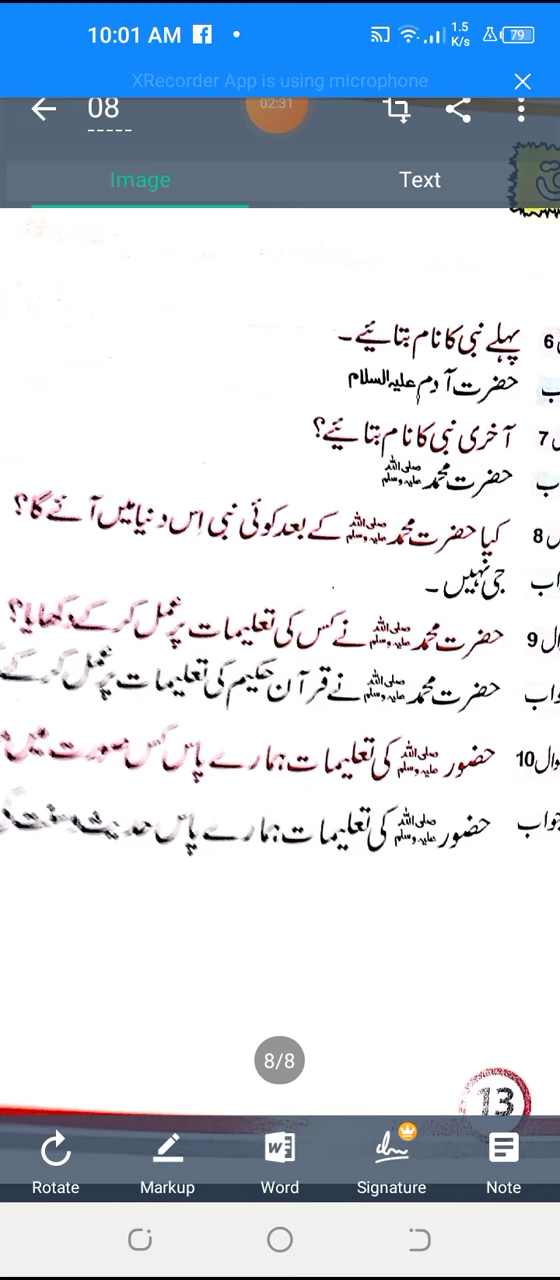 10:01 AM
1.5 K/s
79
XRecorder App is using microphone
08
02:31
Image
Text
6 پہلے نبی کا نام بتائیے۔
حضرت آدم علیہ السلام
7 آخری نبی کا نام بتائیے؟
حضرت محمد صلی اللہ علیہ وسلم
8 کیا حضرت محمد صلی اللہ علیہ وسلم کے بعد کوئی نبی اس دنیا میں آئے گا؟
جی نہیں۔
9 حضرت محمد صلی اللہ علیہ وسلم نے کس کی تعلیمات پر عمل کر کے دکھایا؟
حضرت محمد صلی اللہ علیہ وسلم نے قرآن حکیم کی تعلیمات پر عمل کر کے
10 حضور صلی اللہ علیہ وسلم کی تعلیمات ہمارے پاس کس صورت میں
حضور صلی اللہ علیہ وسلم کی تعلیمات ہمارے پاس
8/8
13
Rotate
Markup
Word
Signature
Note